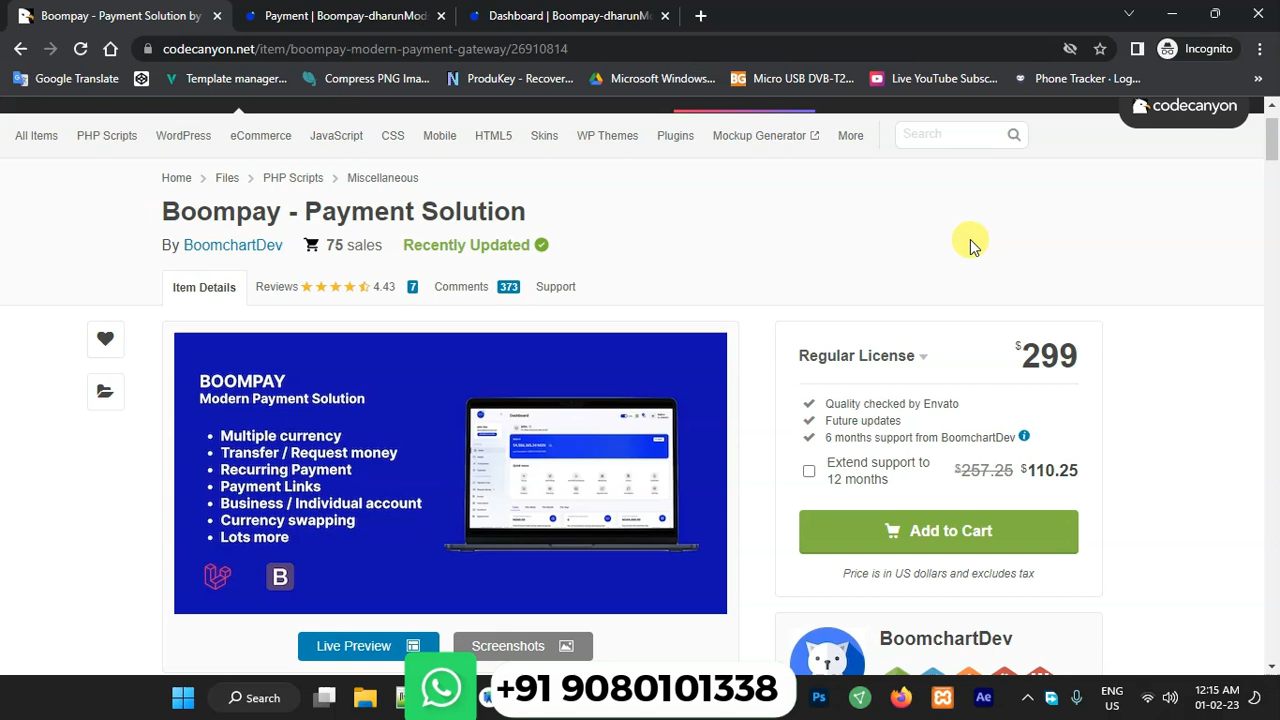 Boompay - Payment Solution by
Payment | Boompay-dharunMod
Dashboard | Boompay-dharunMo
codecanyon.net/item/boompay-modern-payment-gateway/26910814
Incognito
Google Translate
Template manager...
Compress PNG Ima...
ProduKey - Recover...
Microsoft Windows...
Micro USB DVB-T2...
Live YouTube Subsc...
Phone Tracker - Log...
codecanyon
All Items
PHP Scripts
WordPress
eCommerce
JavaScript
CSS
Mobile
HTML5
Skins
WP Themes
Plugins
Mockup Generator
More
Search
Home > Files > PHP Scripts > Miscellaneous
Boompay - Payment Solution
By BoomchartDev 75 sales Recently Updated
Item Details
Reviews 4.43 7
Comments 373
Support
BOOMPAY
Modern Payment Solution
• Multiple currency
• Transfer / Request money
• Recurring Payment
• Payment Links
• Business / Individual account
• Currency swapping
• Lots more
B
Live Preview
Screenshots
Regular License $299
Quality checked by Envato
Future updates
6 months support from BoomchartDev
Extend support to $257.25 $110.25
12 months
Add to Cart
Price is in US dollars and excludes tax
BoomchartDev
Search
+91 9080101338
Ps
Ae
ENG
US
12:15 AM
01-02-23